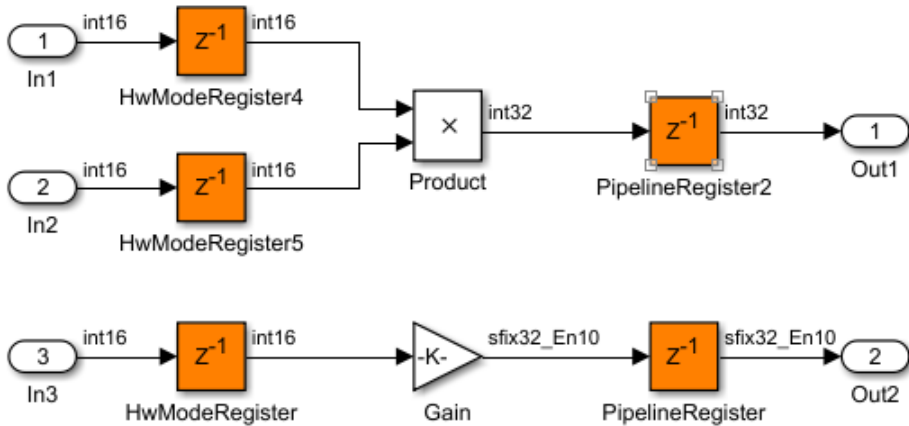 int16 int16
1 Z-1
In1 HwModeRegister4
× int32 Z-1 int32 1
int16 int16 Product PipelineRegister2 Out1
2 Z-1
In2 HwModeRegister5
int16 int16 sfix32_En10 sfix32_En10
3 Z-1 -K- Z-1 2
In3 HwModeRegister Gain PipelineRegister Out2